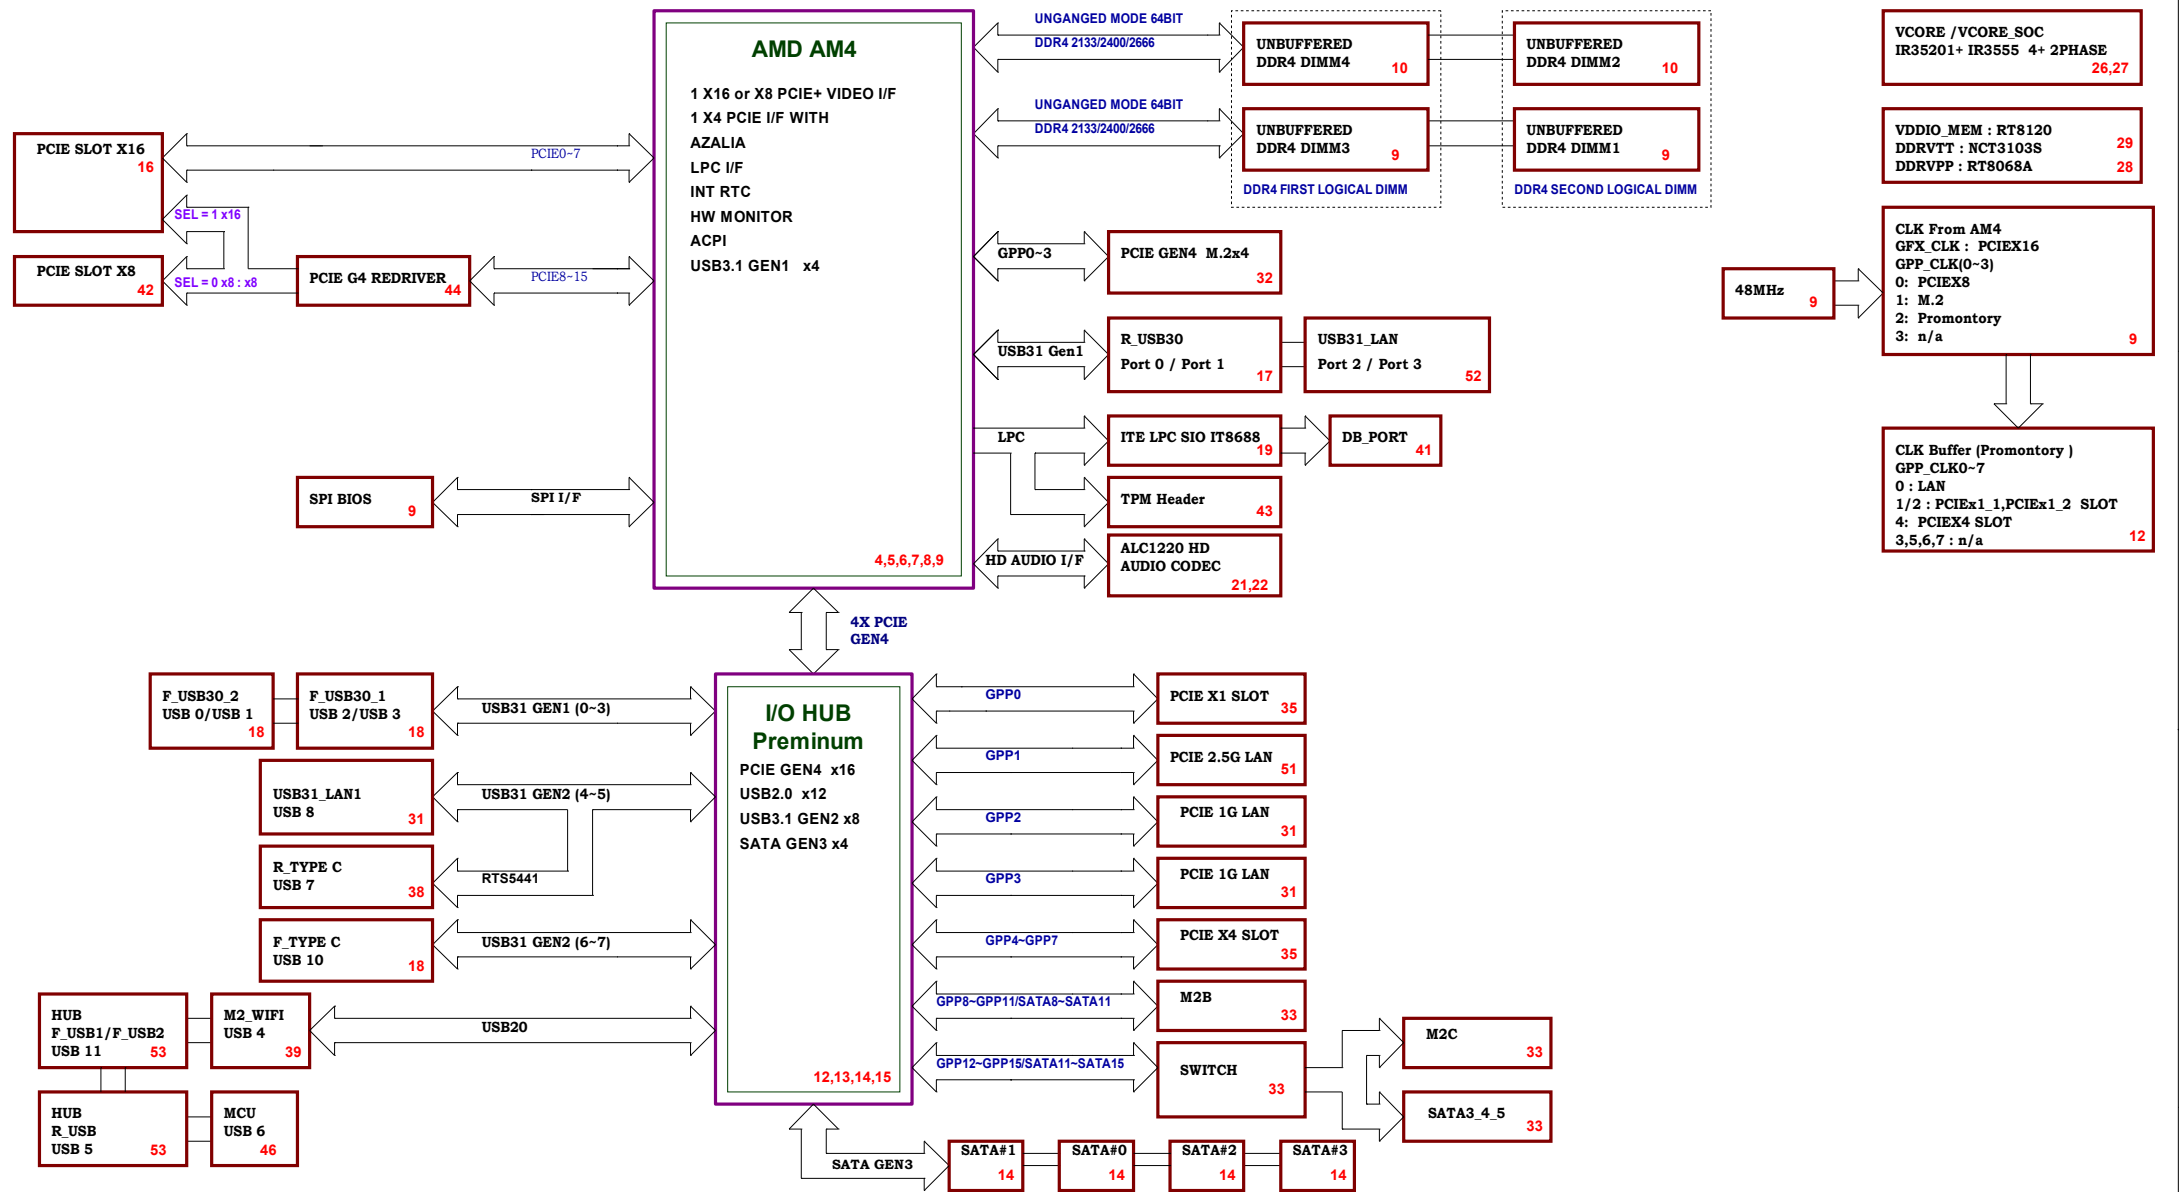 AMD AM4
1 X16 or X8 PCIE+ VIDEO I/F
1 X4 PCIE I/F WITH
AZALIA
LPC I/F
INT RTC
HW MONITOR
ACPI
USB3.1 GEN1 x4
4,5,6,7,8,9
PCIE SLOT X16
16
PCIE0~7
SEL = 1 x16
PCIE SLOT X8
42
SEL = 0 x8 : x8
PCIE G4 REDRIVER
44
PCIE8~15
SPI BIOS
9
SPI I/F
UNGANGED MODE 64BIT
DDR4 2133/2400/2666
UNBUFFERED
DDR4 DIMM4
10
UNBUFFERED
DDR4 DIMM2
10
UNGANGED MODE 64BIT
DDR4 2133/2400/2666
UNBUFFERED
DDR4 DIMM3
9
UNBUFFERED
DDR4 DIMM1
9
DDR4 FIRST LOGICAL DIMM
DDR4 SECOND LOGICAL DIMM
GPP0~3
PCIE GEN4 M.2x4
32
USB31 Gen1
R_USB30
Port 0 / Port 1
17
USB31_LAN
Port 2 / Port 3
52
LPC
ITE LPC SIO IT8688
19
DB_PORT
41
TPM Header
43
HD AUDIO I/F
ALC1220 HD
AUDIO CODEC
21,22
VCORE /VCORE_SOC
IR35201+ IR3555 4+ 2PHASE
26,27
VDDIO_MEM : RT8120
DDRVTT : NCT3103S
29
DDRVPP : RT8068A
28
48MHz
9
CLK From AM4
GFX_CLK : PCIEX16
GPP_CLK(0~3)
0: PCIEX8
1: M.2
2: Promontory
3: n/a
9
CLK Buffer (Promontory )
GPP_CLK0~7
0 : LAN
1/2 : PCIEx1_1,PCIEx1_2 SLOT
4: PCIEX4 SLOT
3,5,6,7 : n/a
12
4X PCIE
GEN4
I/O HUB
Preminum
PCIE GEN4 x16
USB2.0 x12
USB3.1 GEN2 x8
SATA GEN3 x4
12,13,14,15
F_USB30_2
USB 0/USB 1
18
F_USB30_1
USB 2/USB 3
18
USB31 GEN1 (0~3)
USB31_LAN1
USB 8
31
USB31 GEN2 (4~5)
R_TYPE C
USB 7
38
RTS5441
F_TYPE C
USB 10
18
USB31 GEN2 (6~7)
HUB
F_USB1/F_USB2
USB 11
53
M2_WIFI
USB 4
39
USB20
HUB
R_USB
USB 5
53
MCU
USB 6
46
GPP0
PCIE X1 SLOT
35
GPP1
PCIE 2.5G LAN
51
GPP2
PCIE 1G LAN
31
GPP3
PCIE 1G LAN
31
GPP4~GPP7
PCIE X4 SLOT
35
GPP8~GPP11/SATA8~SATA11
M2B
33
GPP12~GPP15/SATA11~SATA15
SWITCH
33
M2C
33
SATA3_4_5
33
SATA GEN3
SATA#1
14
SATA#0
14
SATA#2
14
SATA#3
14